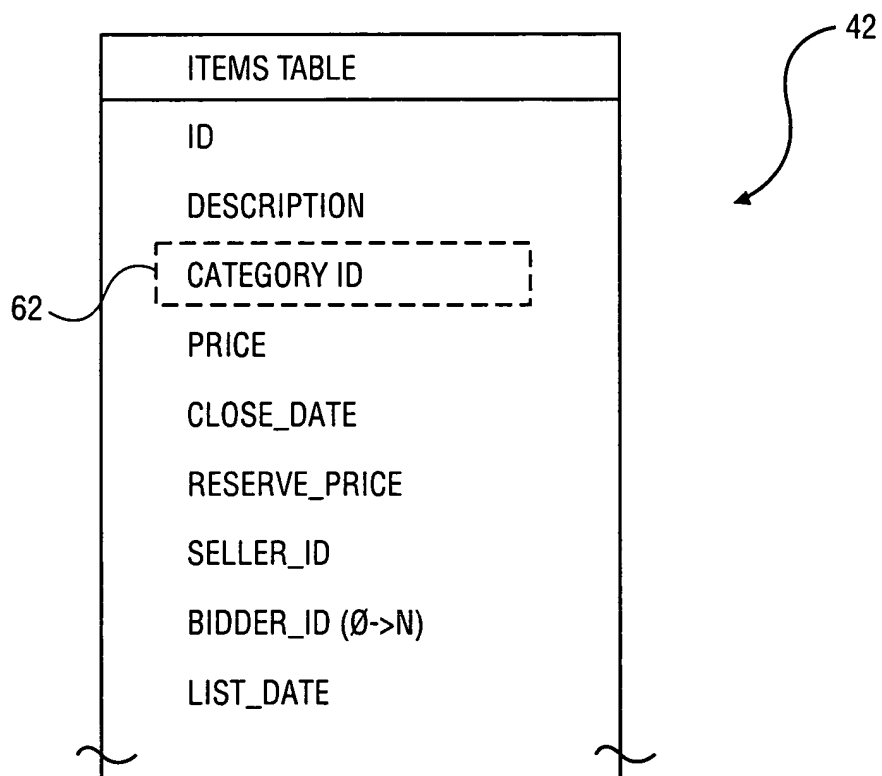 42
ITEMS TABLE
ID
DESCRIPTION
CATEGORY ID
62
PRICE
CLOSE_DATE
RESERVE_PRICE
SELLER_ID
BIDDER_ID (Ø->N)
LIST_DATE